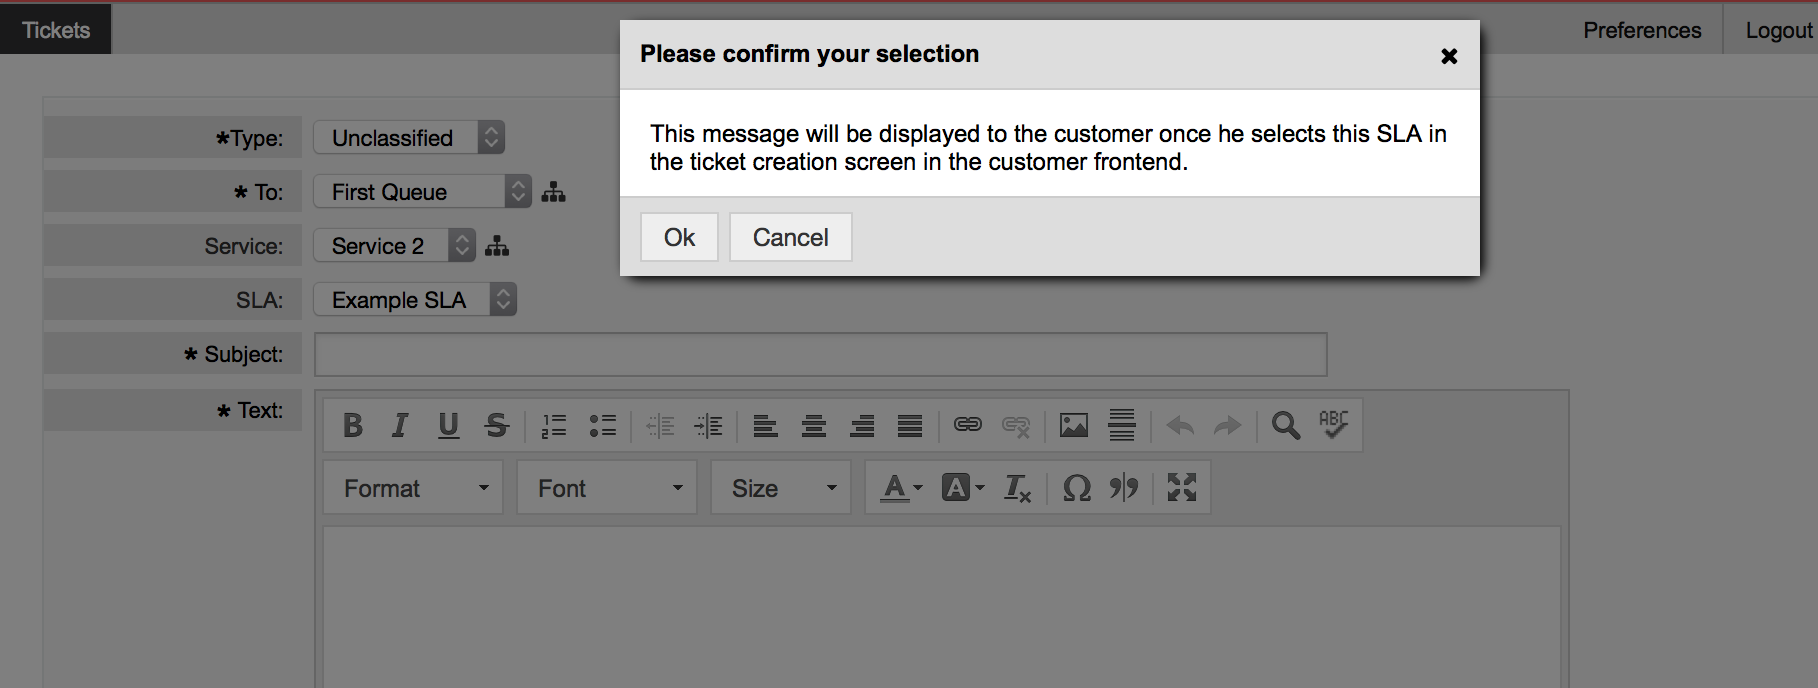 Tickets
Preferences
Logout
Please confirm your selection
This message will be displayed to the customer once he selects this SLA in
the ticket creation screen in the customer frontend.
Ok
Cancel
*Type:
Unclassified
* To:
First Queue
Service:
Service 2
SLA:
Example SLA
* Subject:
* Text:
B I U S
ABC
Format
Font
Size
A
A
Tx
Ω